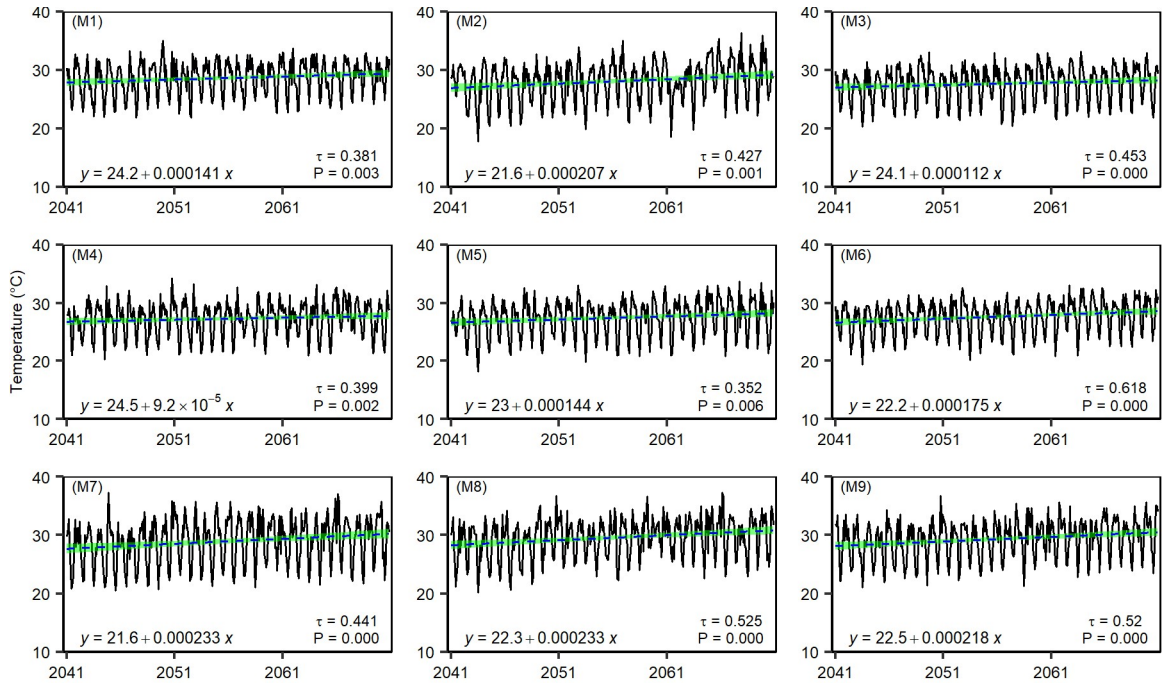 Temperature (°C)
(M1)
40
30
20
10
τ = 0.381
y = 24.2 + 0.000141 x
P = 0.003
2041 2051 2061
(M2)
40
30
20
10
τ = 0.427
y = 21.6 + 0.000207 x
P = 0.001
2041 2051 2061
(M3)
40
30
20
10
τ = 0.453
y = 24.1 + 0.000112 x
P = 0.000
2041 2051 2061
(M4)
40
30
20
10
τ = 0.399
y = 24.5 + 9.2 × 10⁻⁵ x
P = 0.002
2041 2051 2061
(M5)
40
30
20
10
τ = 0.352
y = 23 + 0.000144 x
P = 0.006
2041 2051 2061
(M6)
40
30
20
10
τ = 0.618
y = 22.2 + 0.000175 x
P = 0.000
2041 2051 2061
(M7)
40
30
20
10
τ = 0.441
y = 21.6 + 0.000233 x
P = 0.000
2041 2051 2061
(M8)
40
30
20
10
τ = 0.525
y = 22.3 + 0.000233 x
P = 0.000
2041 2051 2061
(M9)
40
30
20
10
τ = 0.52
y = 22.5 + 0.000218 x
P = 0.000
2041 2051 2061